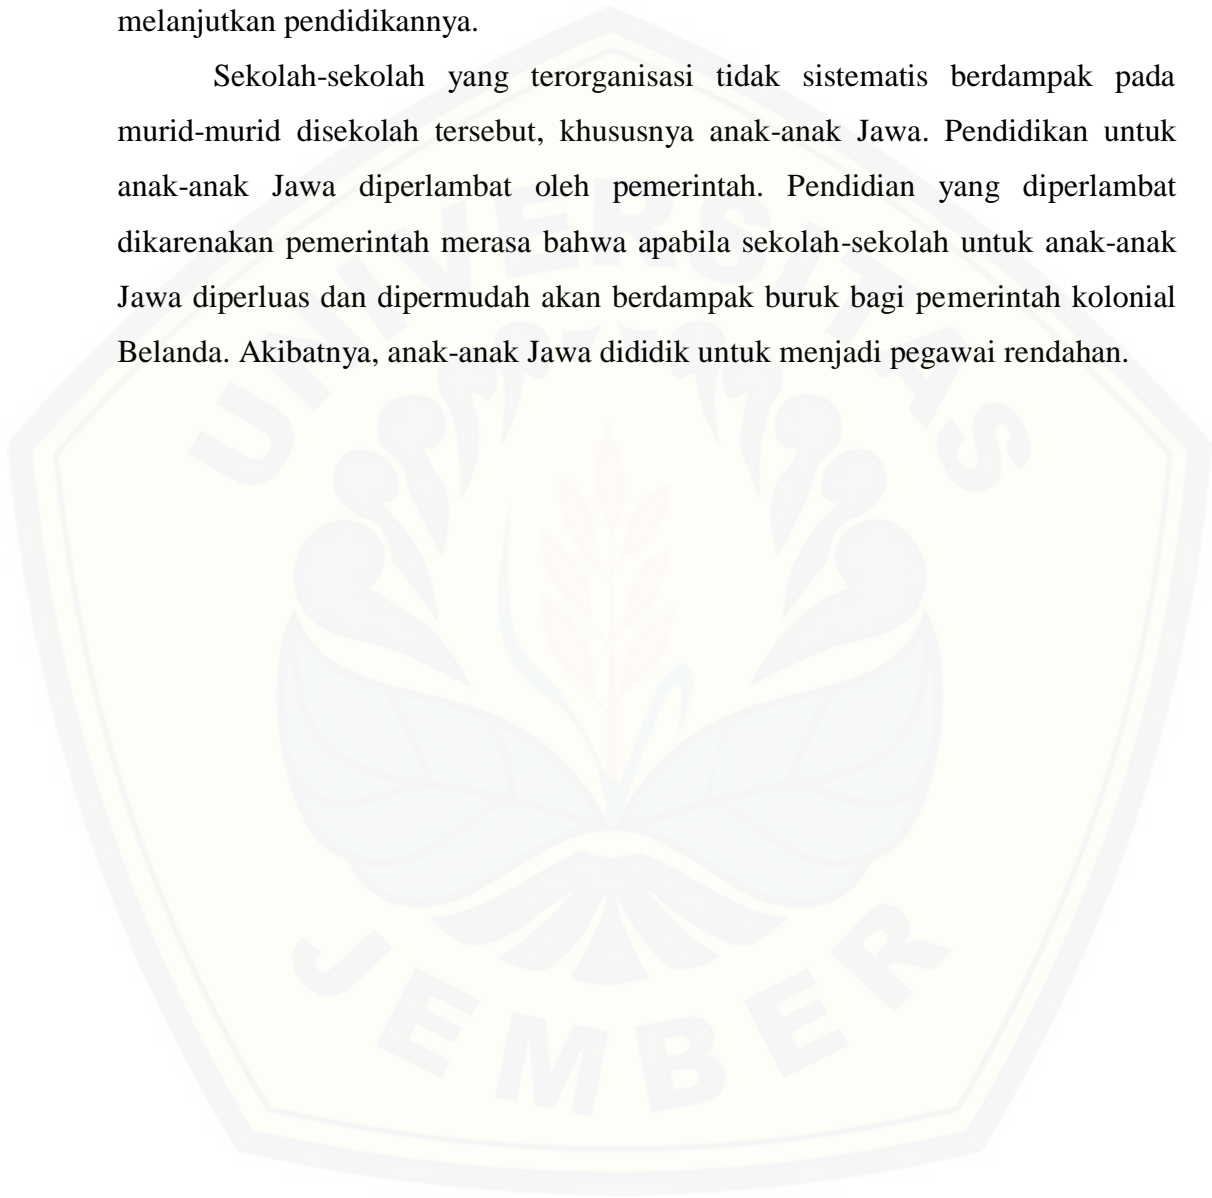 melanjutkan pendidikannya.
Sekolah-sekolah yang terorganisasi tidak sistematis berdampak pada
murid-murid disekolah tersebut, khususnya anak-anak Jawa. Pendidikan untuk
anak-anak Jawa diperlambat oleh pemerintah. Pendidian yang diperlambat
dikarenakan pemerintah merasa bahwa apabila sekolah-sekolah untuk anak-anak
Jawa diperluas dan dipermudah akan berdampak buruk bagi pemerintah kolonial
Belanda. Akibatnya, anak-anak Jawa dididik untuk menjadi pegawai rendahan.
UNIVERSITAS
JEMBER